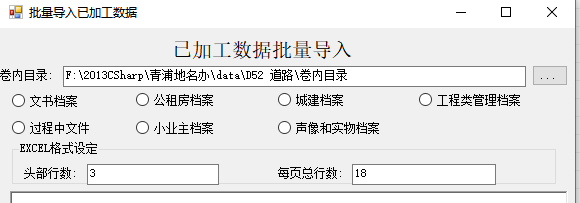 批量导入已加工数据
已加工数据批量导入
卷内目录: F:\2013CSharp\青浦地名办\data\D52 道路\卷内目录 ...
文书档案 公租房档案 城建档案 工程类管理档案
过程中文件 小业主档案 声像和实物档案
EXCEL格式设定
头部行数: 3 每页总行数: 18